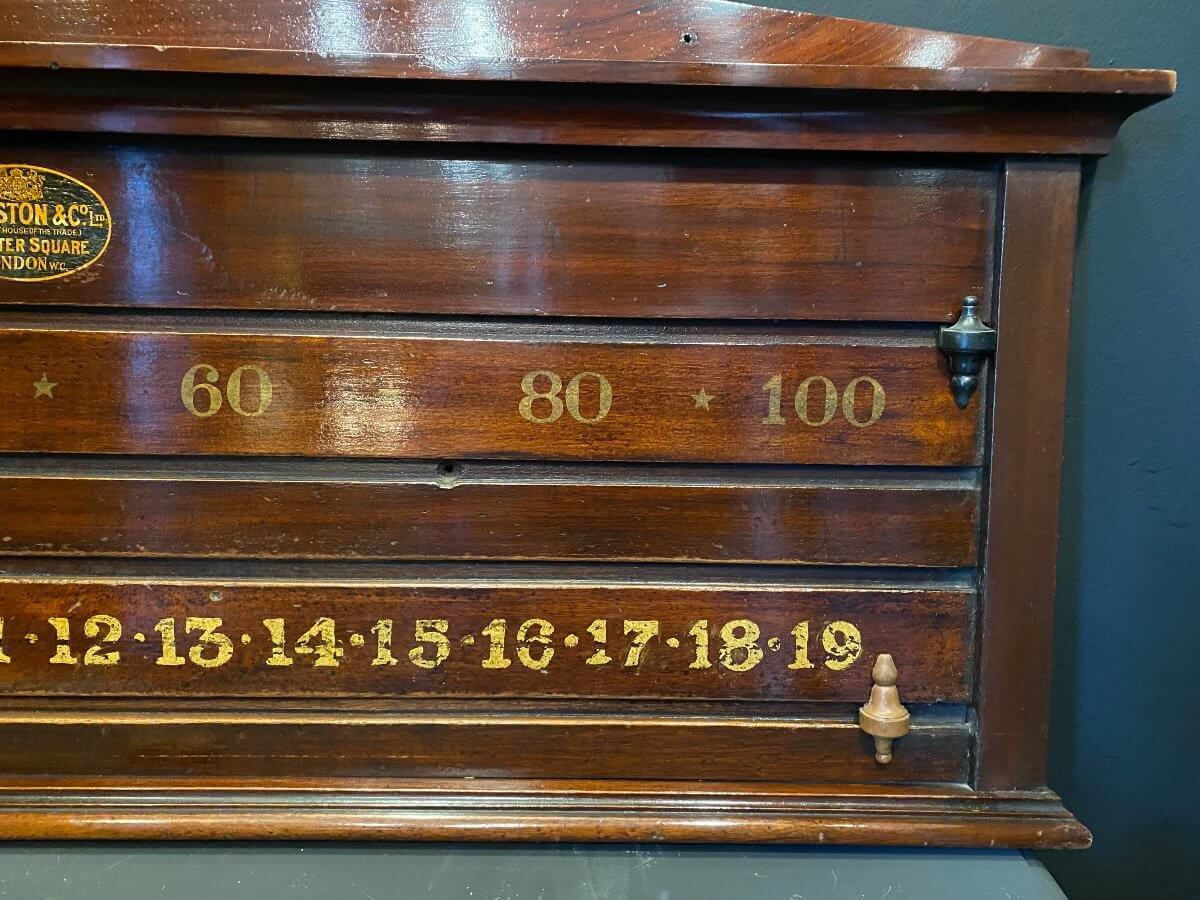 STON & Co. LTD.
HOUSE OF THE TRADE.)
TER SQUARE
NDON W.C.
★ 60 80 ★ 100
12 · 13 · 14 · 15 · 16 · 17 · 18 · 19